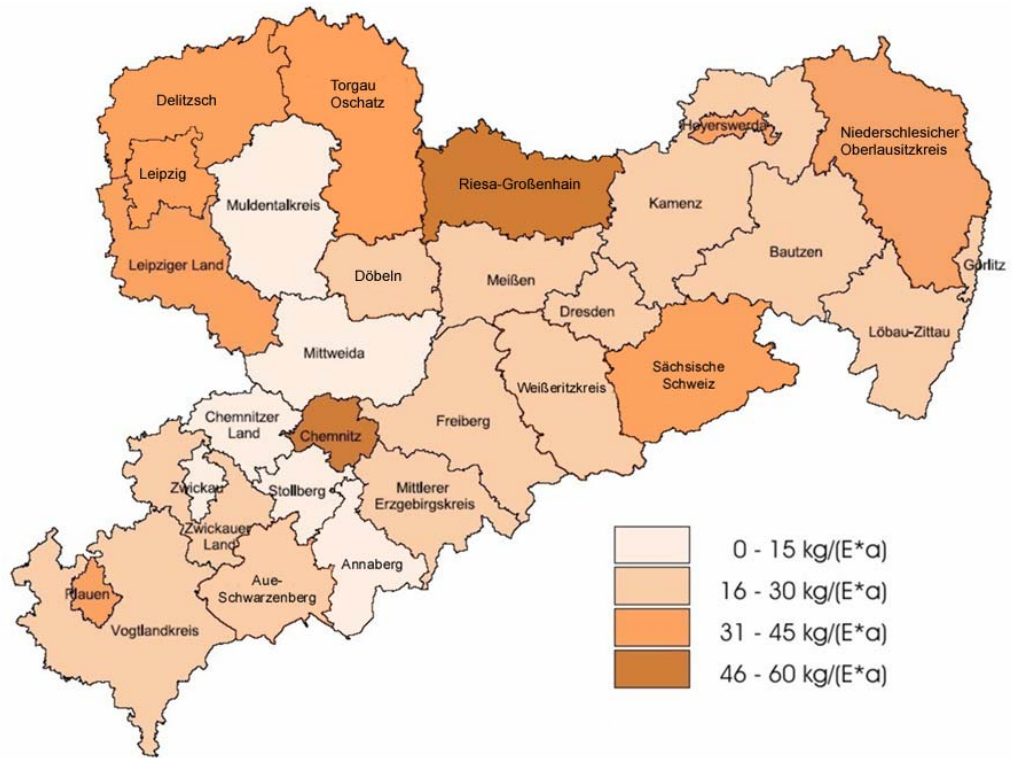 Delitzsch
Torgau
Oschatz
Hoyerswerda
Niederschlesicher
Oberlausitzkreis
Leipzig
Riesa-Großenhain
Muldentalkreis
Kamenz
Bautzen
Görlitz
Leipziger Land
Döbeln
Meißen
Dresden
Löbau-Zittau
Mittweida
Sächsische
Schweiz
Weißeritzkreis
Chemnitzer
Land
Chemnitz
Freiberg
Zwickau
Stollberg
Mittlerer
Erzgebirgskreis
Zwickauer
Land
Annaberg
Aue-
Schwarzenberg
Plauen
Vogtlandkreis
0 - 15 kg/(E*a)
16 - 30 kg/(E*a)
31 - 45 kg/(E*a)
46 - 60 kg/(E*a)